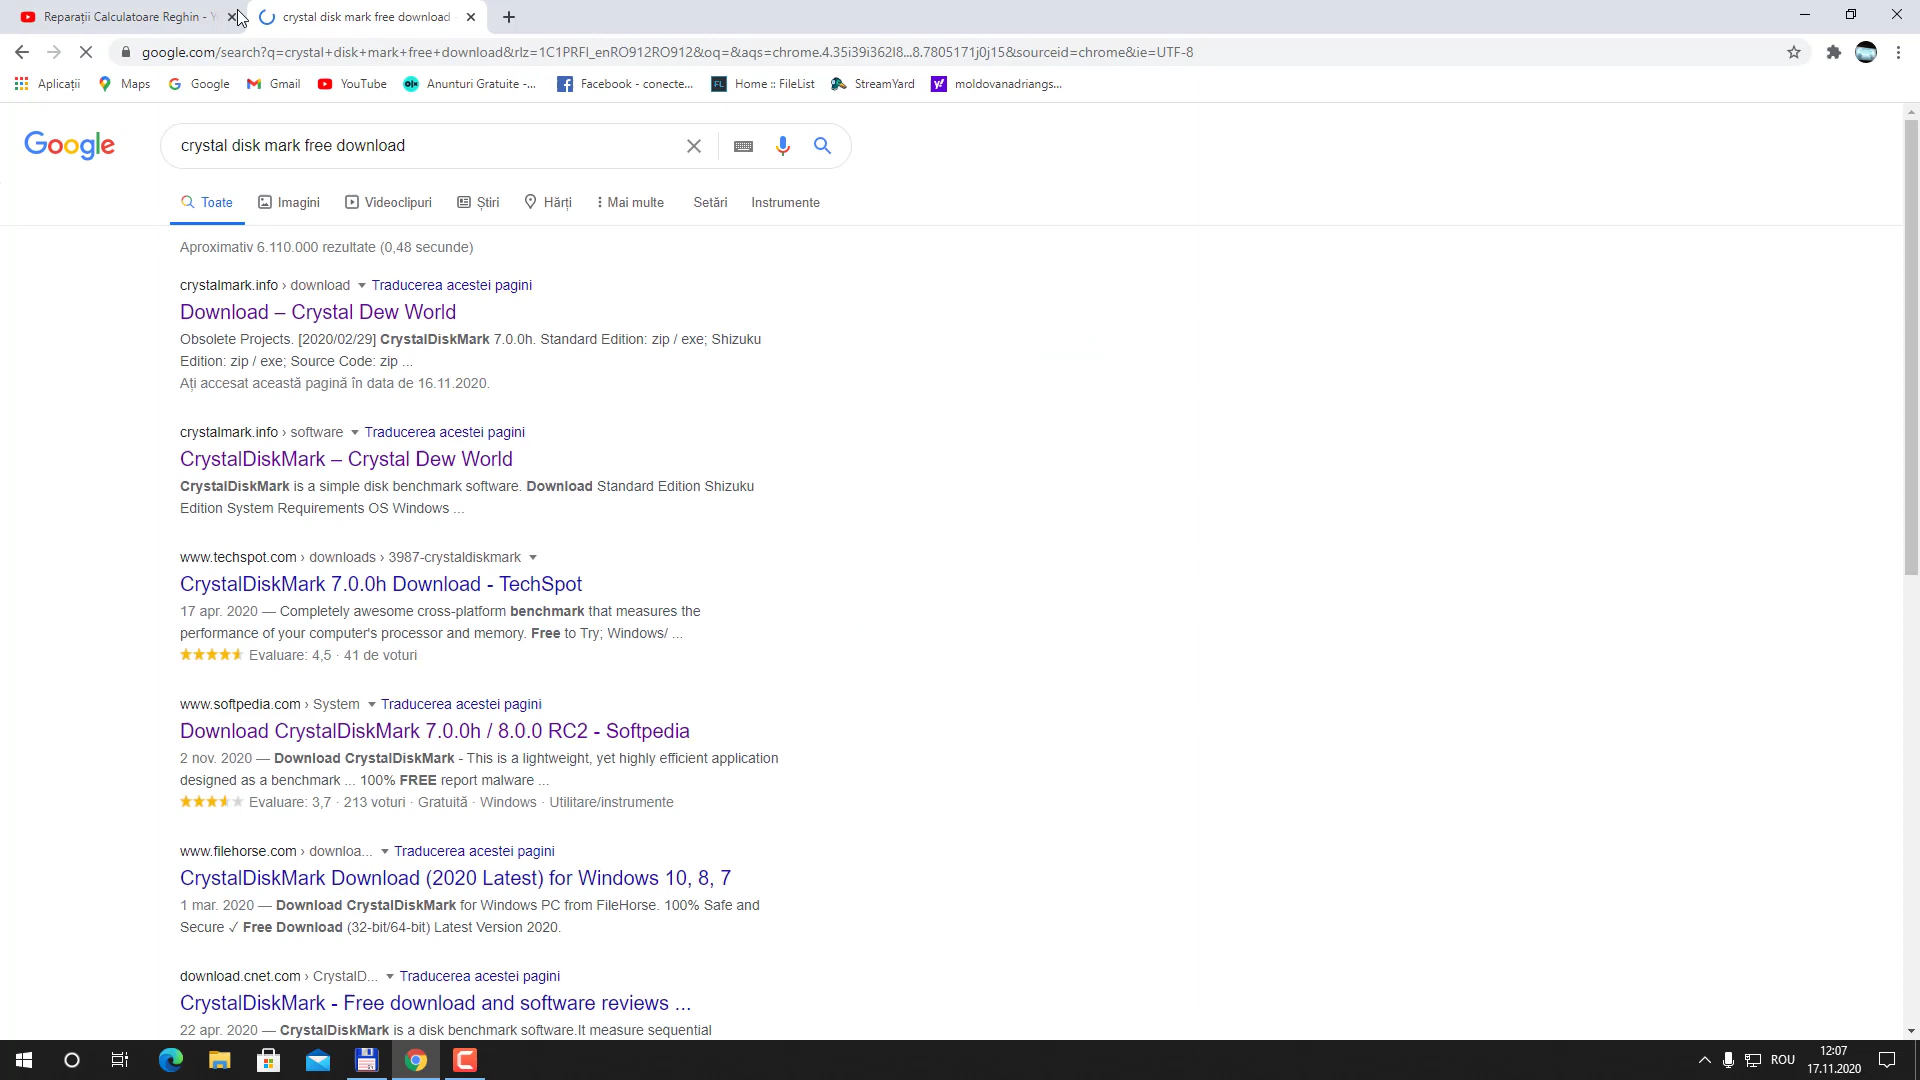 Reparații Calculatoare Reghin - Y
crystal disk mark free download
google.com/search?q=crystal+disk+mark+free+download&rlz=1C1PRFI_enRO912RO912&oq=&aqs=chrome.4.35i39i362l8...8.7805171j0j15&sourceid=chrome&ie=UTF-8
Aplicații Maps Google Gmail YouTube Anunturi Gratuite -... Facebook - conecte... Home :: FileList StreamYard moldovanadriangs...
Google
crystal disk mark free download
Toate Imagini Videoclipuri Știri Hărți Mai multe Setări Instrumente
Aproximativ 6.110.000 rezultate (0,48 secunde)
crystalmark.info › download Traducerea acestei pagini
Download – Crystal Dew World
Obsolete Projects. [2020/02/29] CrystalDiskMark 7.0.0h. Standard Edition: zip / exe; Shizuku
Edition: zip / exe; Source Code: zip ...
Ați accesat această pagină în data de 16.11.2020.
crystalmark.info › software Traducerea acestei pagini
CrystalDiskMark – Crystal Dew World
CrystalDiskMark is a simple disk benchmark software. Download Standard Edition Shizuku
Edition System Requirements OS Windows ...
www.techspot.com › downloads › 3987-crystaldiskmark
CrystalDiskMark 7.0.0h Download - TechSpot
17 apr. 2020 — Completely awesome cross-platform benchmark that measures the
performance of your computer's processor and memory. Free to Try; Windows/ ...
Evaluare: 4,5 · 41 de voturi
www.softpedia.com › System Traducerea acestei pagini
Download CrystalDiskMark 7.0.0h / 8.0.0 RC2 - Softpedia
2 nov. 2020 — Download CrystalDiskMark - This is a lightweight, yet highly efficient application
designed as a benchmark ... 100% FREE report malware ...
Evaluare: 3,7 · 213 voturi · Gratuită · Windows · Utilitare/instrumente
www.filehorse.com › downloa... Traducerea acestei pagini
CrystalDiskMark Download (2020 Latest) for Windows 10, 8, 7
1 mar. 2020 — Download CrystalDiskMark for Windows PC from FileHorse. 100% Safe and
Secure ✓ Free Download (32-bit/64-bit) Latest Version 2020.
download.cnet.com › CrystalD... Traducerea acestei pagini
CrystalDiskMark - Free download and software reviews ...
22 apr. 2020 — CrystalDiskMark is a disk benchmark software.It measure sequential
ROU
12:07
17.11.2020